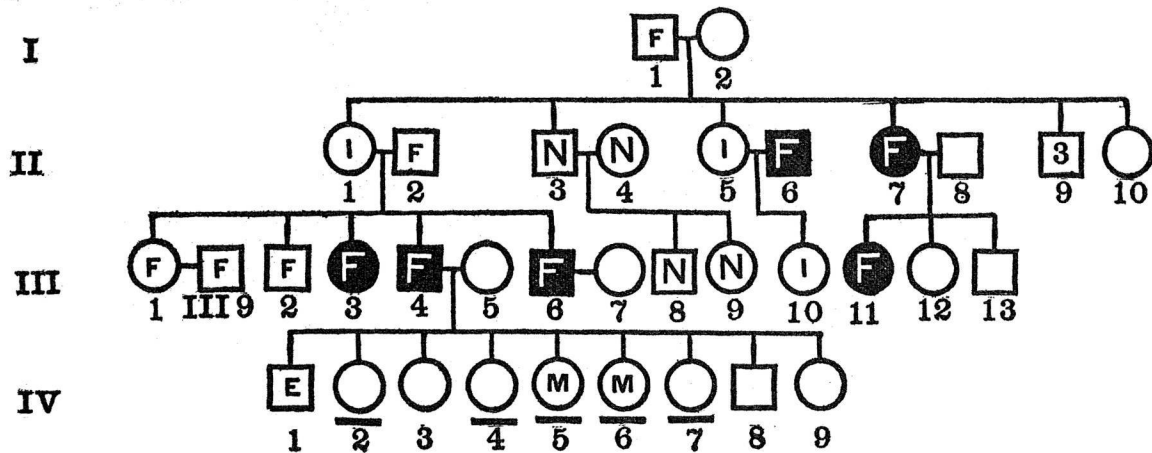 I
F
1 2
II
I F N N I F F 3
1 2 3 4 5 6 7 8 9 10
III
F F F F F F N N I F
1 III 9 2 3 4 5 6 7 8 9 10 11 12 13
IV
E M M
1 2 3 4 5 6 7 8 9